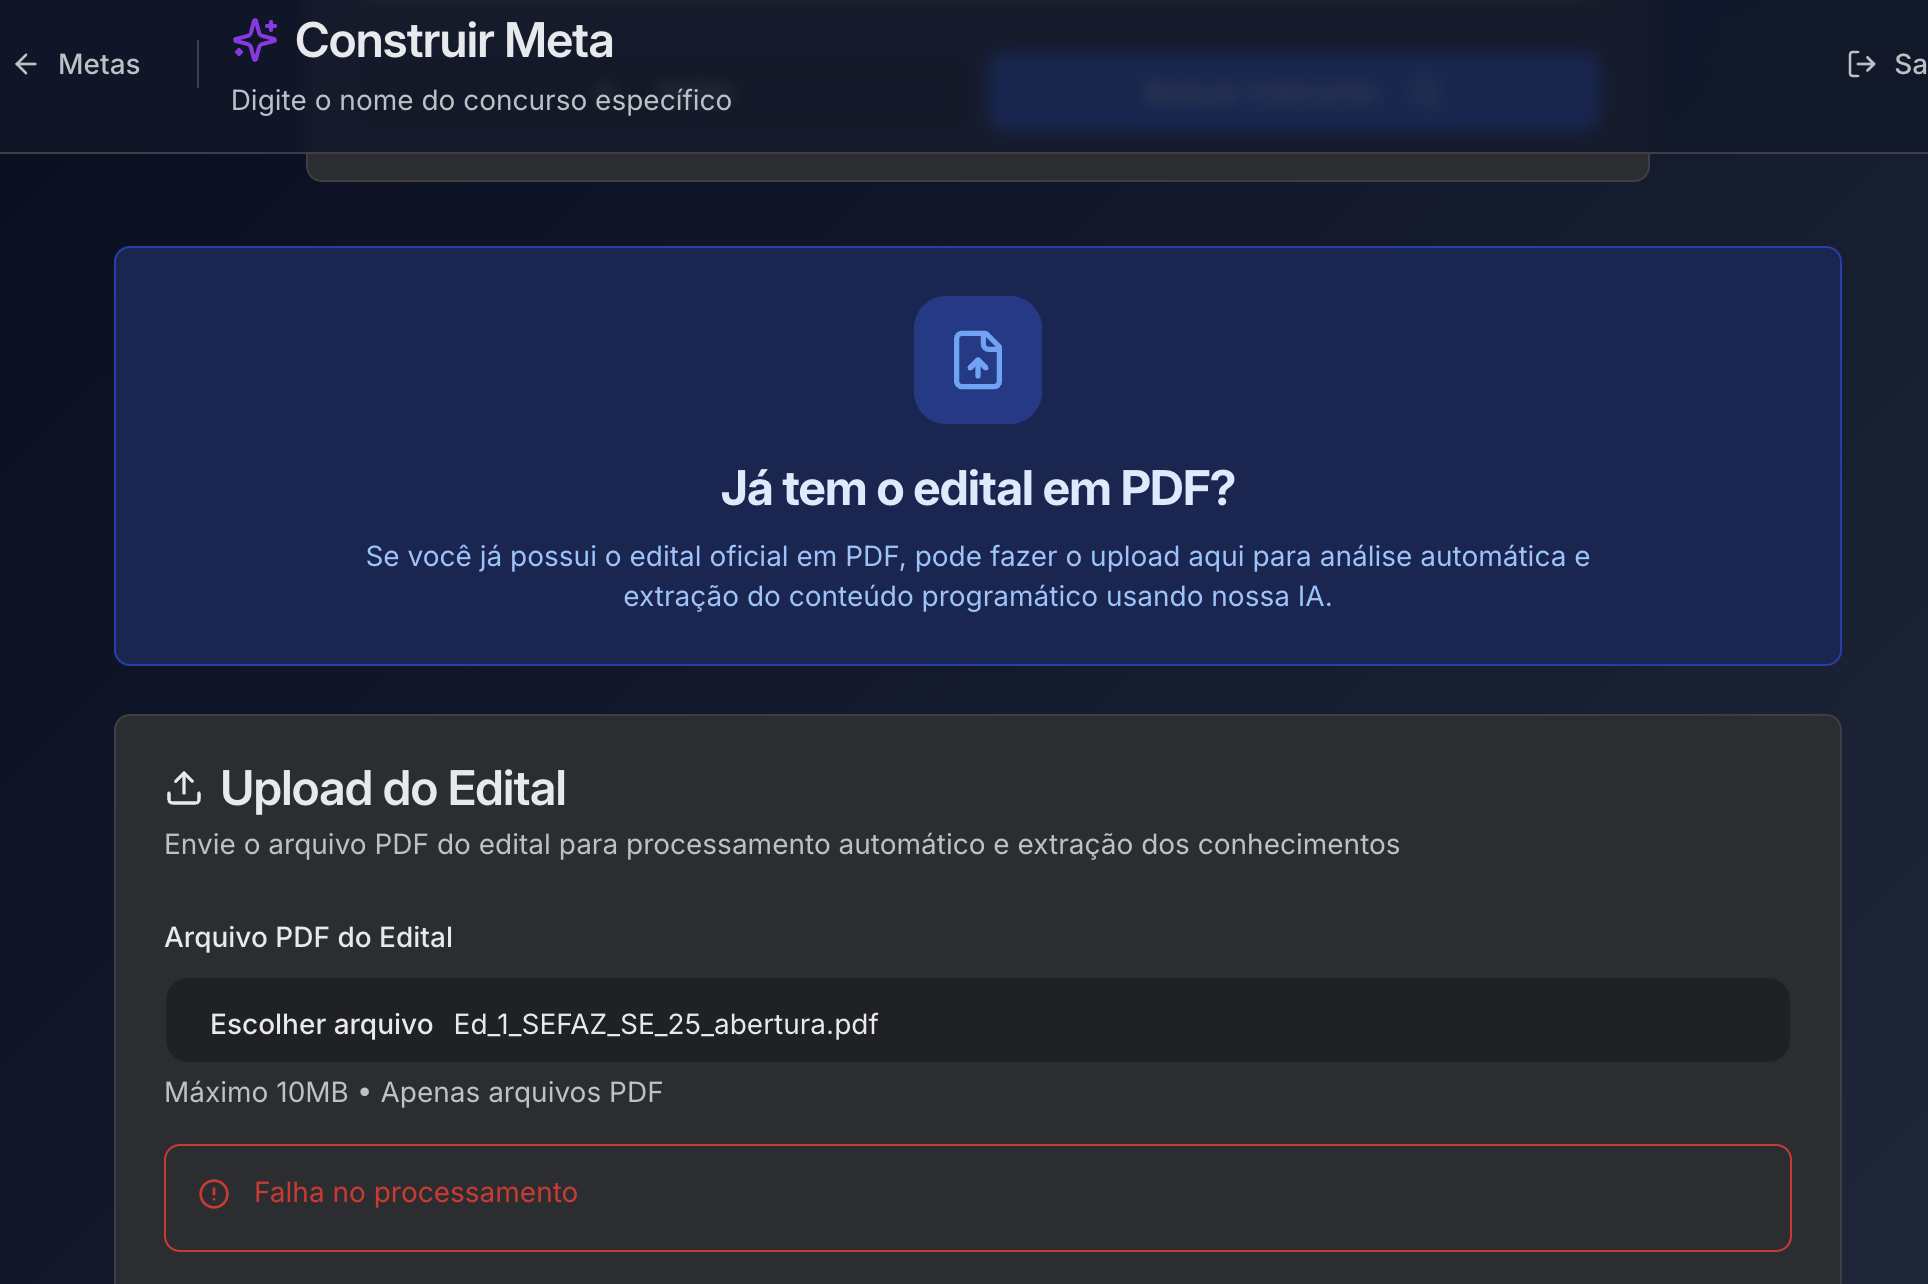 Metas
Construir Meta
Digite o nome do concurso específico
Sa
Já tem o edital em PDF?
Se você já possui o edital oficial em PDF, pode fazer o upload aqui para análise automática e
extração do conteúdo programático usando nossa IA.
Upload do Edital
Envie o arquivo PDF do edital para processamento automático e extração dos conhecimentos
Arquivo PDF do Edital
Escolher arquivo Ed_1_SEFAZ_SE_25_abertura.pdf
Máximo 10MB • Apenas arquivos PDF
Falha no processamento